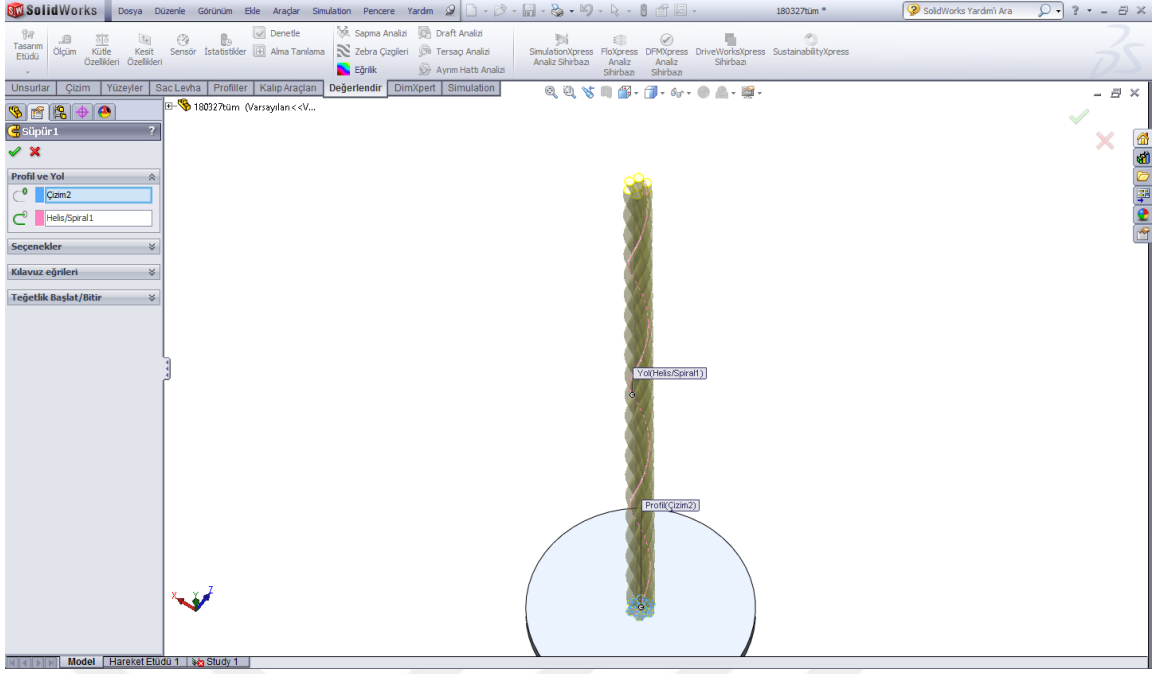 SolidWorks Dosya Düzenle Görünüm Ekle Araçlar Simulation Pencere Yardım 180327tüm * SolidWorks Yardım'ı Ara
Tasarım Etüdü
Ölçüm
Kütle Özellikleri
Kesit Özellikleri
Sensör
İstatistikler
Denetle
Alma Tanılama
Sapma Analizi
Zebra Çizgileri
Eğrilik
Draft Analizi
Tersaç Analizi
Ayrım Hattı Analizi
SimulationXpress Analiz Sihirbazı
FloXpress Analiz Sihirbazı
DFMXpress Analiz Sihirbazı
DriveWorksXpress Sihirbazı
SustainabilityXpress
Unsurlar Çizim Yüzeyler Sac Levha Profiller Kalıp Araçları Değerlendir DimXpert Simulation
180327tüm (Varsayılan<<V...
Süpür1 ?
Profil ve Yol
Çizim2
Helis/Spiral1
Seçenekler
Kılavuz eğrileri
Teğetlik Başlat/Bitir
Yol(Helis/Spiral1)
Profil(Çizim2)
X Y Z
Model Hareket Etüdü 1 Study 1